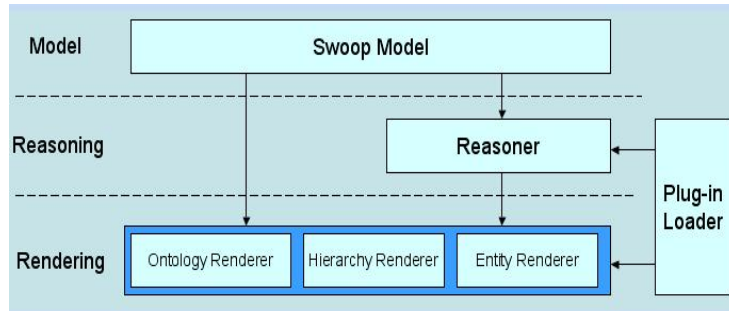 Model
Swoop Model
Reasoning
Reasoner
Plug-in
Loader
Rendering
Ontology Renderer
Hierarchy Renderer
Entity Renderer